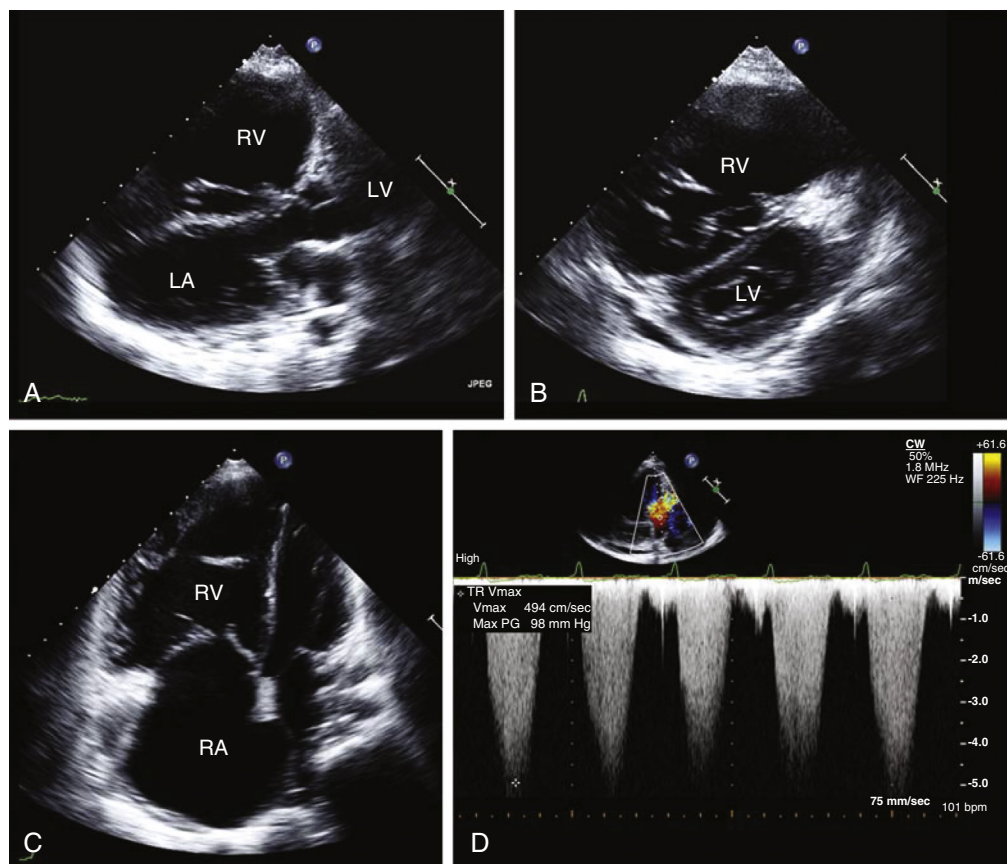 P
RV
LV
LA
A
JPEG
P
RV
LV
B
P
RV
RA
C
P
CW
50%
1.8 MHz
WF 225 Hz
+61.6
-61.6
cm/sec
m/sec
High
TR Vmax
Vmax 494 cm/sec
Max PG 98 mm Hg
-1.0
-2.0
-3.0
-4.0
-5.0
75 mm/sec
101 bpm
D